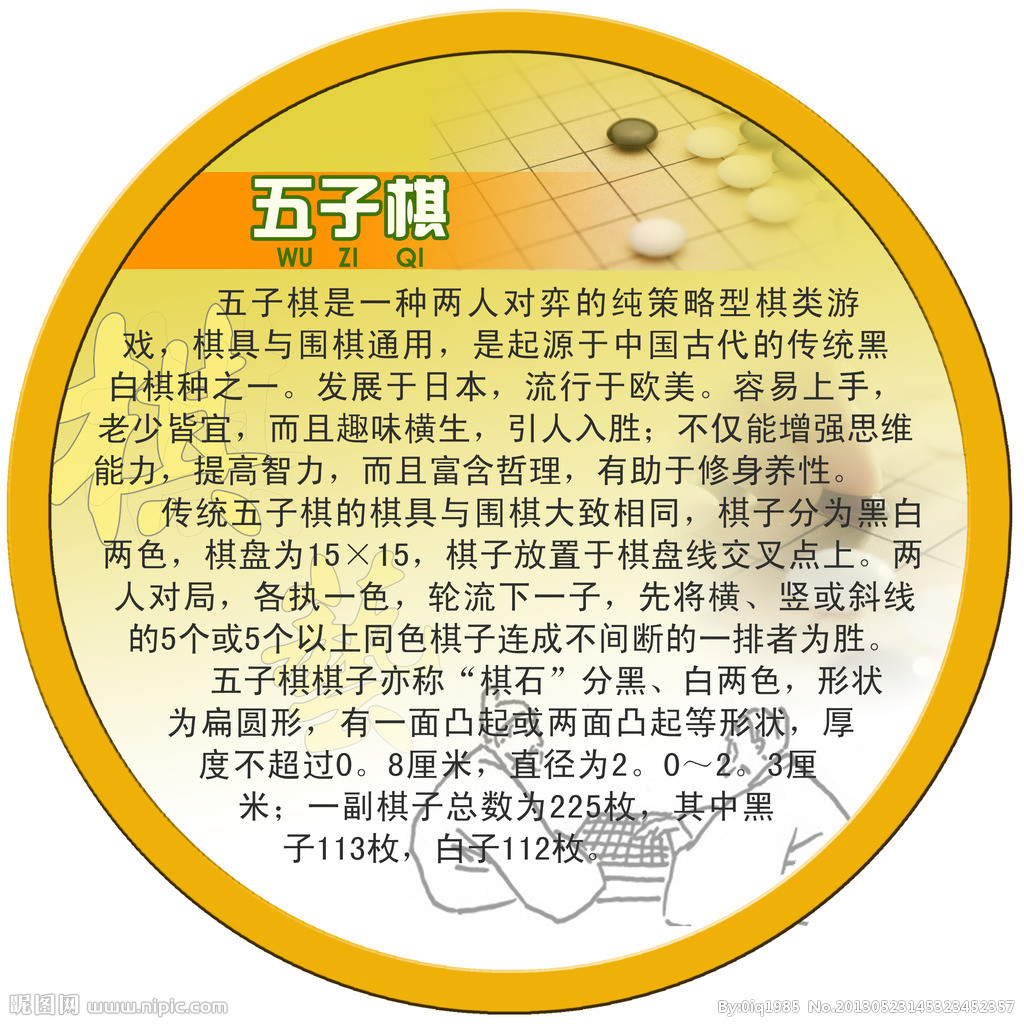 五子棋
WU ZI QI
五子棋是一种两人对弈的纯策略型棋类游
戏，棋具与围棋通用，是起源于中国古代的传统黑
白棋种之一。发展于日本，流行于欧美。容易上手，
老少皆宜，而且趣味横生，引人入胜；不仅能增强思维
能力，提高智力，而且富含哲理，有助于修身养性。
传统五子棋的棋具与围棋大致相同，棋子分为黑白
两色，棋盘为15×15，棋子放置于棋盘线交叉点上。两
人对局，各执一色，轮流下一子，先将横、竖或斜线
的5个或5个以上同色棋子连成不间断的一排者为胜。
五子棋棋子亦称“棋石”分黑、白两色，形状
为扁圆形，有一面凸起或两面凸起等形状，厚
度不超过0。8厘米，直径为2。0～2。3厘
米；一副棋子总数为225枚，其中黑
子113枚，白子112枚。
棋
艺
昵图网 www.nipic.com
By:0iq1985 No.20130523145323452357